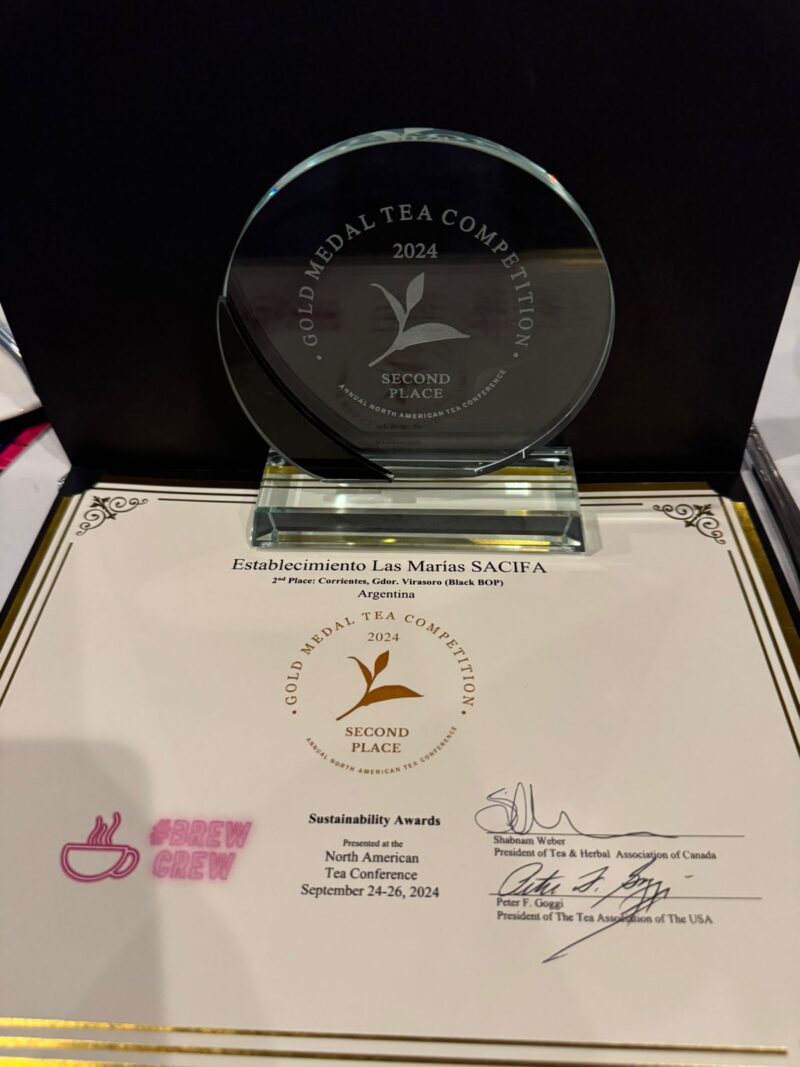 GOLD MEDAL TEA COMPETITION
2024
SECOND
PLACE
ANNUAL NORTH AMERICAN TEA CONFERENCE
Establecimiento Las Marías SACIFA
2nd Place: Corrientes, Gdor. Virasoro (Black BOP)
Argentina
GOLD MEDAL TEA COMPETITION
2024
SECOND
PLACE
ANNUAL NORTH AMERICAN TEA CONFERENCE
#BREW
CREW
Sustainability Awards
Presented at the
North American
Tea Conference
September 24-26, 2024
Shabnam Weber
President of Tea & Herbal Association of Canada
Peter F. Goggi
Peter F. Goggi
President of The Tea Association of The USA